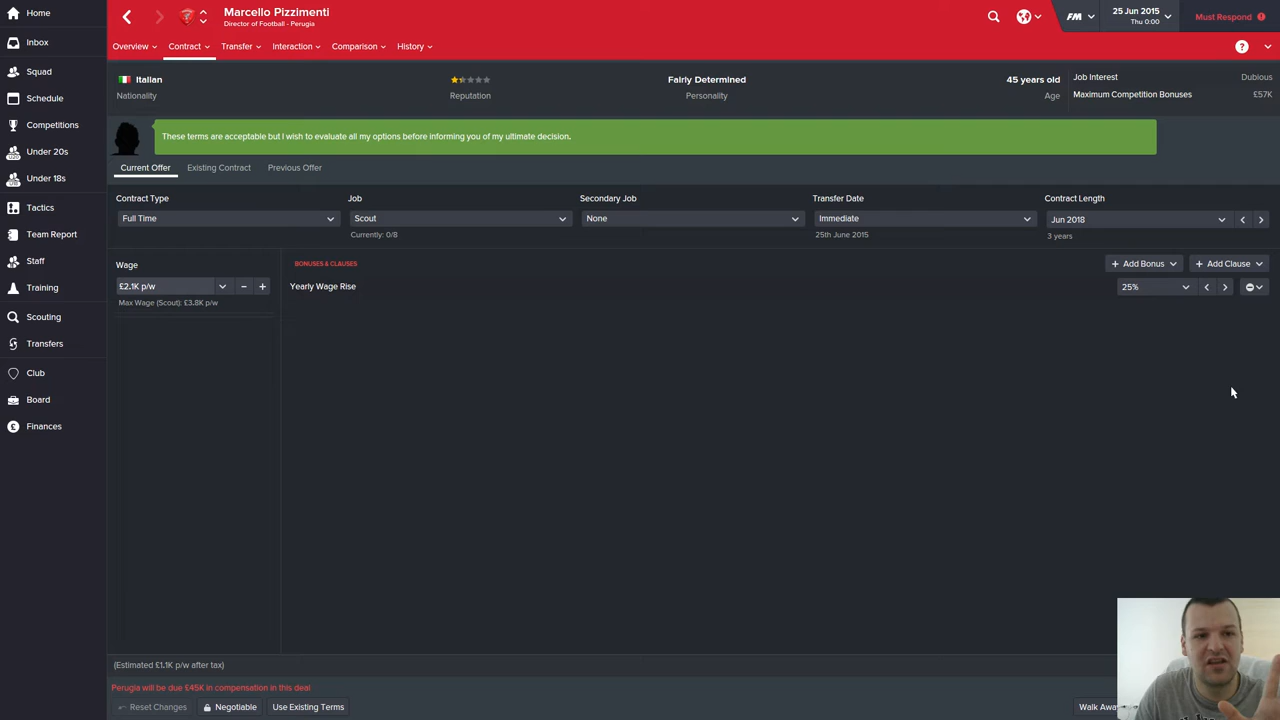 Home
Inbox
Squad
Schedule
Competitions
Under 20s
Under 18s
Tactics
Team Report
Staff
Training
Scouting
Transfers
Club
Board
Finances
Marcello Pizzimenti
Director of Football - Perugia
FM
25 Jun 2015
Thu 0:00
Must Respond
Overview
Contract
Transfer
Interaction
Comparison
History
Italian
Nationality
Reputation
Fairly Determined
Personality
45 years old
Age
Job Interest
Dubious
Maximum Competition Bonuses
£57K
These terms are acceptable but I wish to evaluate all my options before informing you of my ultimate decision.
Current Offer
Existing Contract
Previous Offer
Contract Type
Full Time
Job
Scout
Currently: 0/8
Secondary Job
None
Transfer Date
Immediate
25th June 2015
Contract Length
Jun 2018
3 years
Wage
£2.1K p/w
Max Wage (Scout): £3.8K p/w
BONUSES & CLAUSES
Add Bonus
Add Clause
Yearly Wage Rise
25%
(Estimated £1.1K p/w after tax)
Perugia will be due £45K in compensation in this deal
Reset Changes
Negotiable
Use Existing Terms
Walk Away